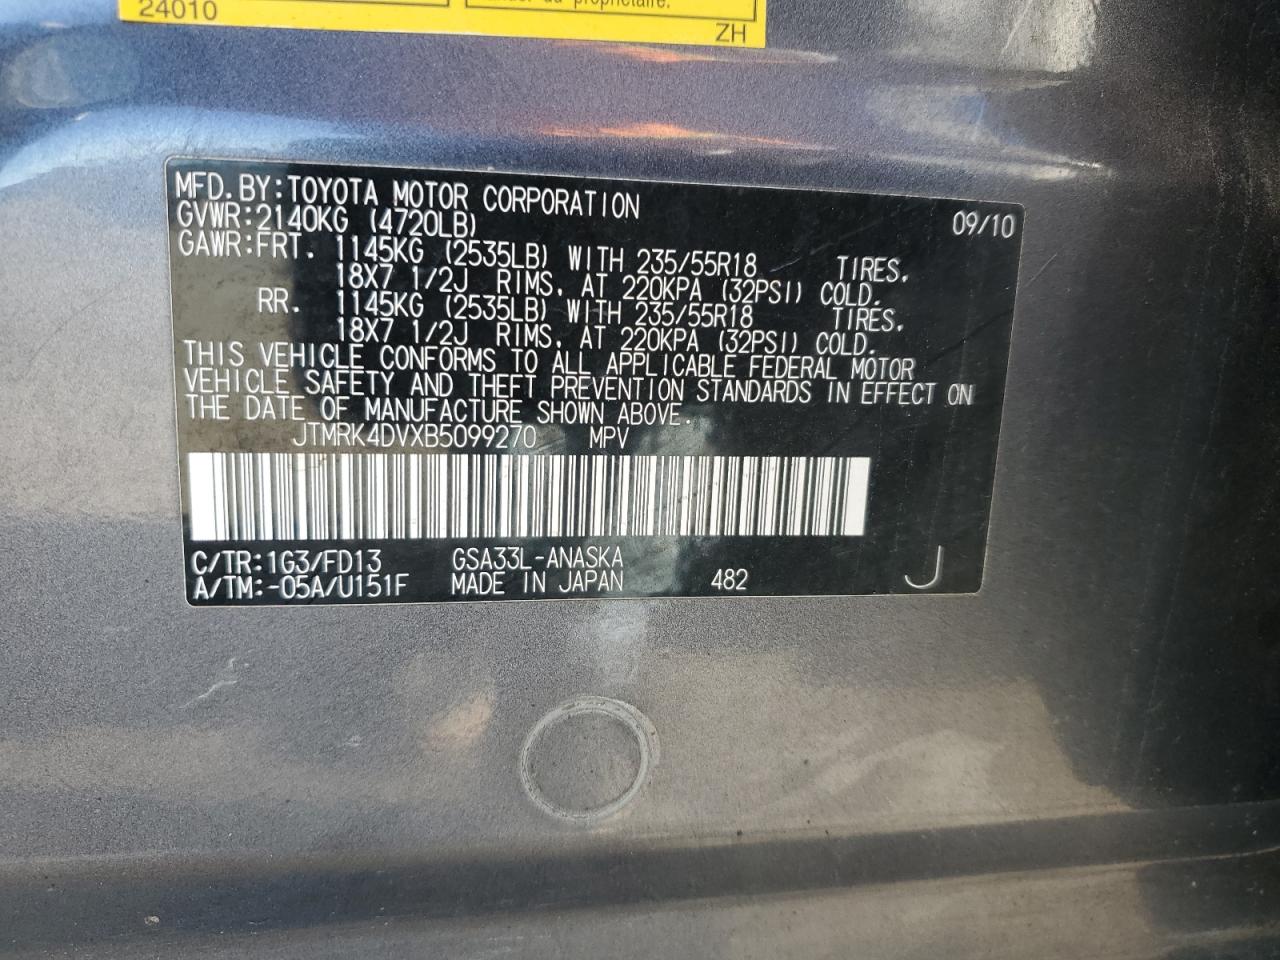 24010
du propriétaire.
ZH
MFD.BY:TOYOTA MOTOR CORPORATION 09/10
GVWR:2140KG (4720LB)
GAWR:FRT. 1145KG (2535LB) WITH 235/55R18 TIRES,
18X7 1/2J RIMS, AT 220KPA (32PSI) COLD.
RR. 1145KG (2535LB) WITH 235/55R18 TIRES,
18X7 1/2J RIMS, AT 220KPA (32PSI) COLD.
THIS VEHICLE CONFORMS TO ALL APPLICABLE FEDERAL MOTOR
VEHICLE SAFETY AND THEFT PREVENTION STANDARDS IN EFFECT ON
THE DATE OF MANUFACTURE SHOWN ABOVE.
JTMRK4DVXB5099270 MPV
C/TR:1G3/FD13 GSA33L-ANASKA
A/TM:-05A/U151F MADE IN JAPAN 482 J